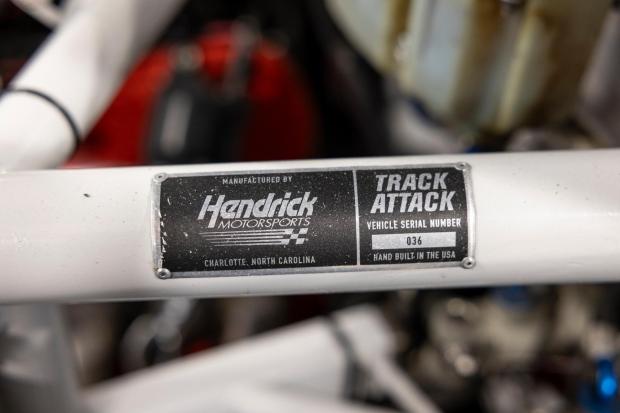 MANUFACTURED BY
Hendrick
MOTORSPORTS
CHARLOTTE, NORTH CAROLINA
TRACK
ATTACK
VEHICLE SERIAL NUMBER
036
HAND BUILT IN THE USA